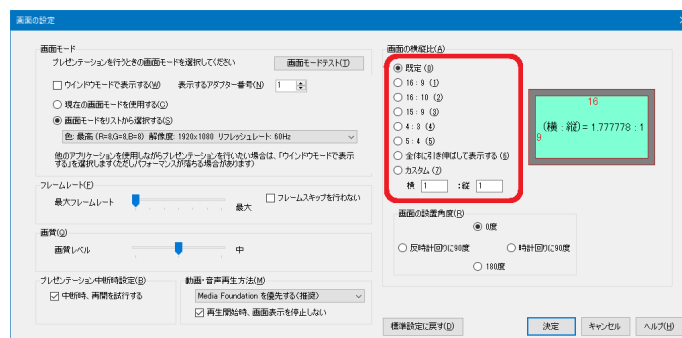 画面の設定
画面モード
プレゼンテーションを行うときの画面モードを選択してください
画面モードテスト(T)
ウインドウモードで表示する(W)
表示するアダプター番号(N)
1
現在の画面モードを使用する(C)
画面モードをリストから選択する(S)
色: 最高 (R=8,G=8,B=8) 解像度: 1920x1080 リフレッシュレート: 60Hz
他のアプリケーションを使用しながらプレゼンテーションを行いたい場合は、「ウインドウモードで表示
する」を選択します(ただしパフォーマンスが落ちる場合があります)
フレームレート(F)
最大フレームレート
最大
フレームスキップを行わない
画質(Q)
画質レベル
中
プレゼンテーション中断時設定(B)
中断時、再開を試行する
動画・音声再生方法(M)
Media Foundation を優先する(推奨)
再生開始時、画面表示を停止しない
画面の横縦比(A)
既定 (0)
16 : 9 (1)
16 : 10 (2)
15 : 9 (3)
4 : 3 (4)
5 : 4 (5)
全体に引き伸ばして表示する (6)
カスタム (7)
横 1 :縦 1
16
(横 : 縦) = 1.777778 : 1
9
画面の設置角度(R)
0度
反時計回りに90度
時計回りに90度
180度
標準設定に戻す(D)
決定
キャンセル
ヘルプ(H)